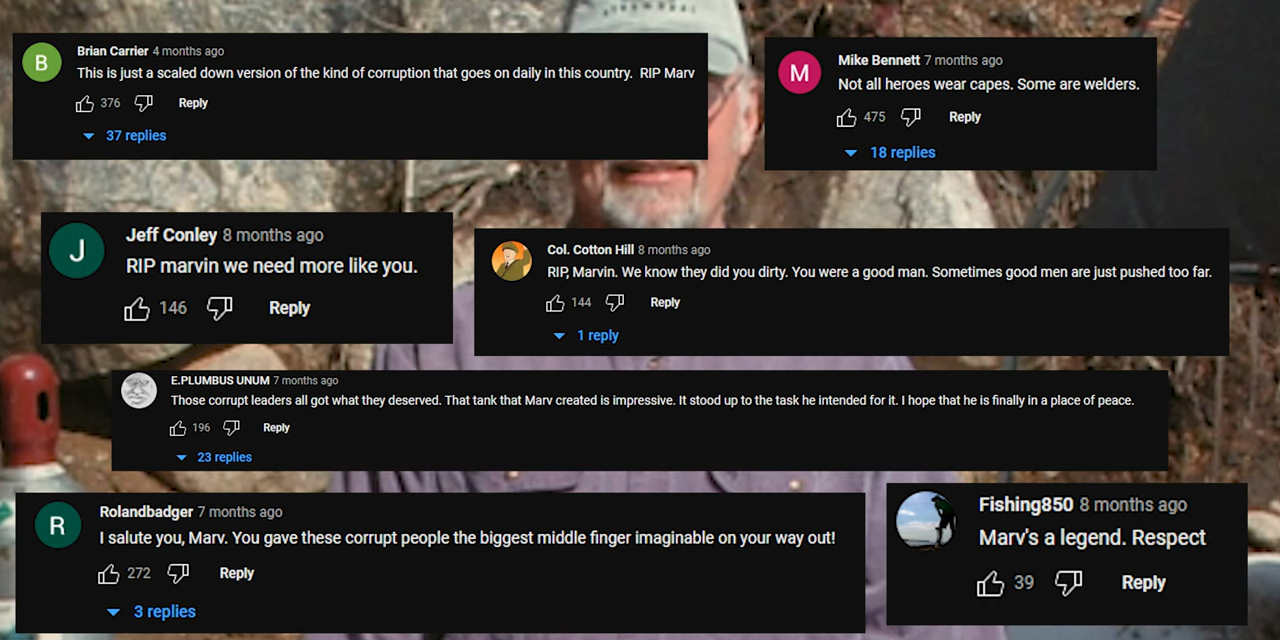 Brian Carrier 4 months ago
This is just a scaled down version of the kind of corruption that goes on daily in this country. RIP Marv
376 Reply
37 replies
M
Mike Bennett 7 months ago
Not all heroes wear capes. Some are welders.
475 Reply
18 replies
B
J
Jeff Conley 8 months ago
RIP marvin we need more like you.
146 Reply
Col. Cotton Hill 8 months ago
RIP, Marvin. We know they did you dirty. You were a good man. Sometimes good men are just pushed too far.
144 Reply
1 reply
E.PLUMBUS UNUM 7 months ago
Those corrupt leaders all got what they deserved. That tank that Marv created is impressive. It stood up to the task he intended for it. I hope that he is finally in a place of peace.
196 Reply
23 replies
R
Rolandbadger 7 months ago
I salute you, Marv. You gave these corrupt people the biggest middle finger imaginable on your way out!
272 Reply
3 replies
Fishing850 8 months ago
Marv's a legend. Respect
39 Reply